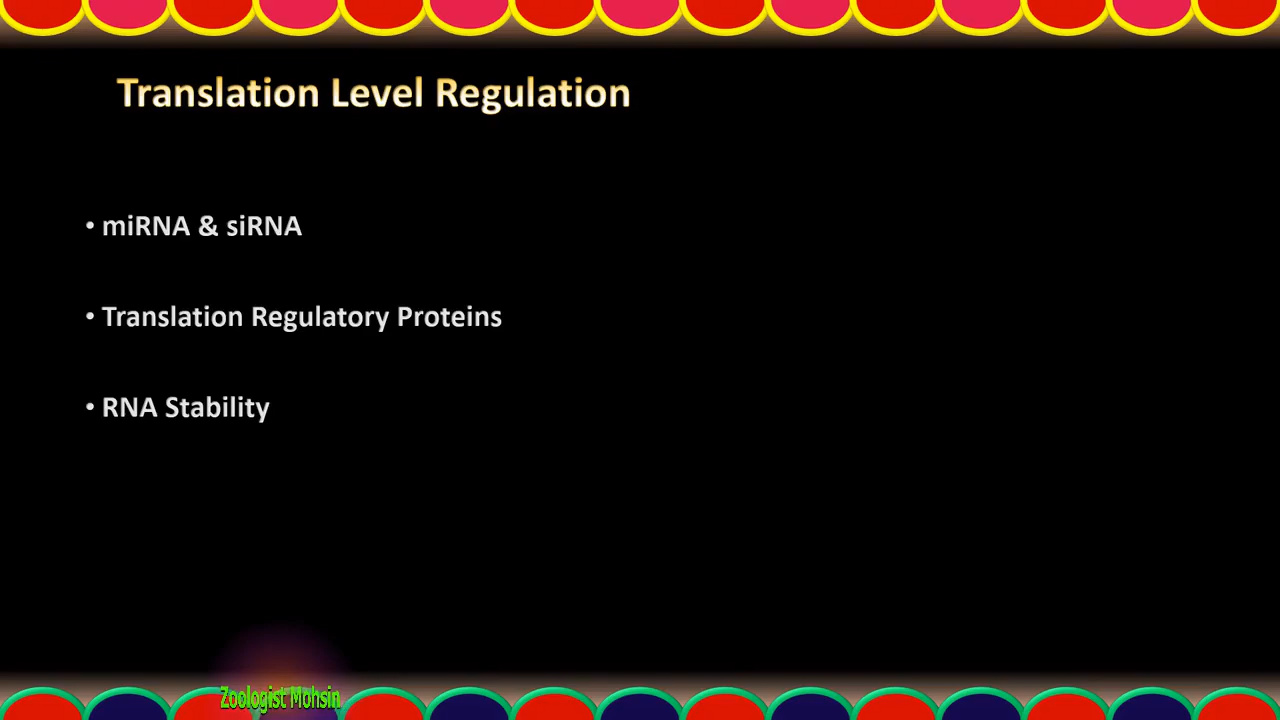 Translation Level Regulation
• miRNA & siRNA
• Translation Regulatory Proteins
• RNA Stability
Zoologist Mohsin